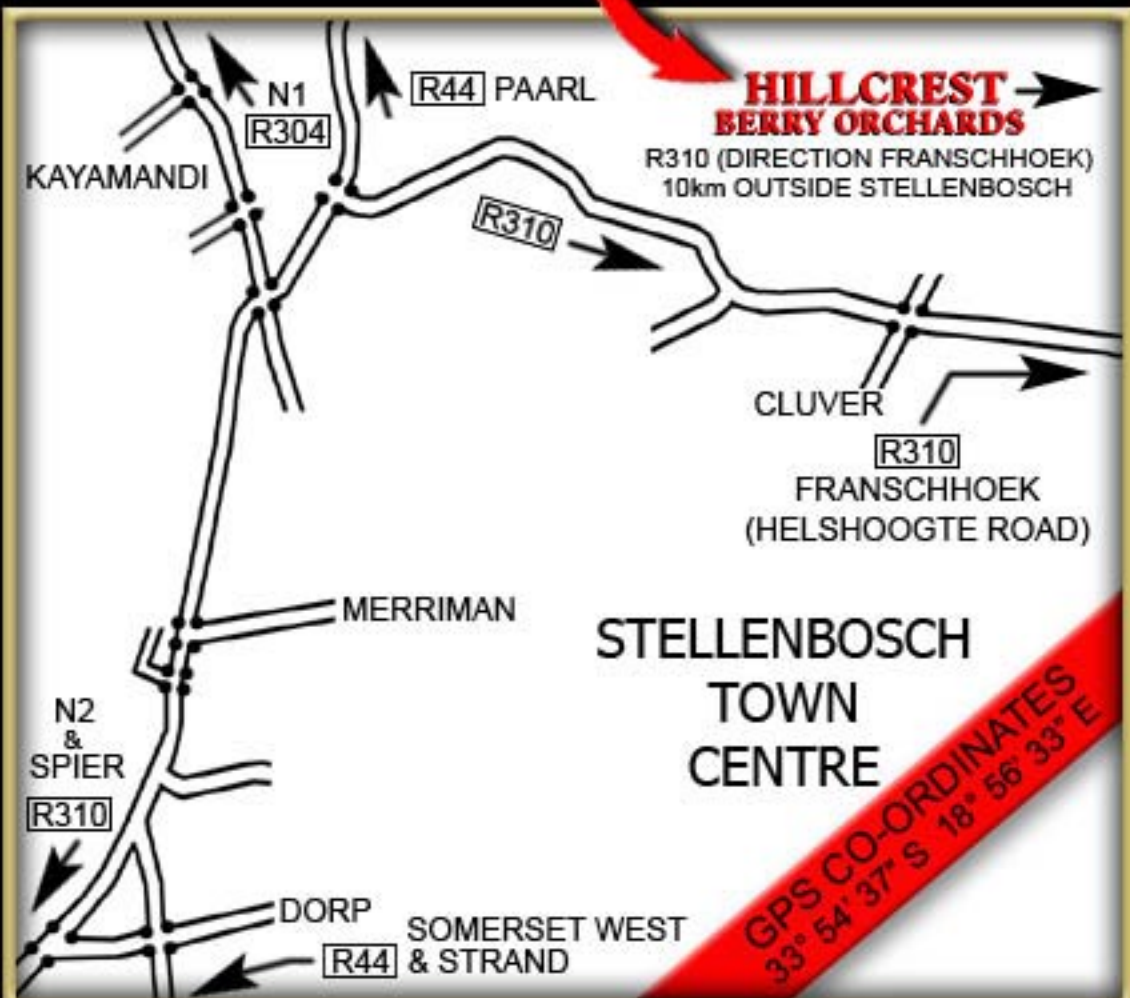 N1
R304
R44 PAARL
HILLCREST
BERRY ORCHARDS
R310 (DIRECTION FRANSCHHOEK)
10km OUTSIDE STELLENBOSCH
KAYAMANDI
R310
CLUVER
R310
FRANSCHHOEK
(HELSHOOGTE ROAD)
MERRIMAN
STELLENBOSCH
TOWN
CENTRE
N2
&
SPIER
R310
DORP
SOMERSET WEST
R44 & STRAND
GPS CO-ORDINATES
33° 54' 37" S 18° 56' 33" E